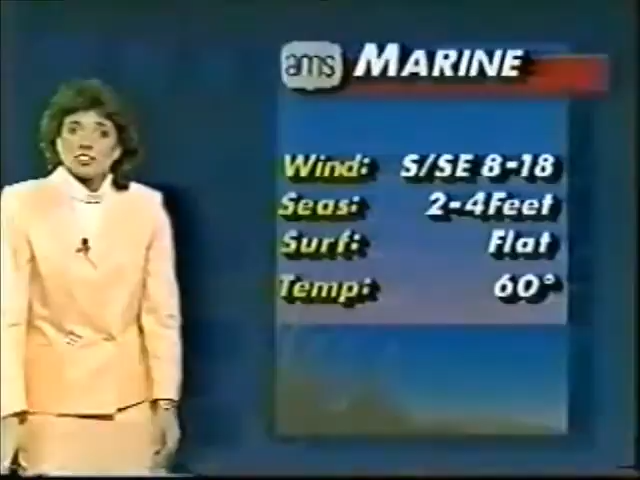 ams MARINE
Wind: S/SE 8-18
Seas: 2-4Feet
Surf: Flat
Temp: 60°